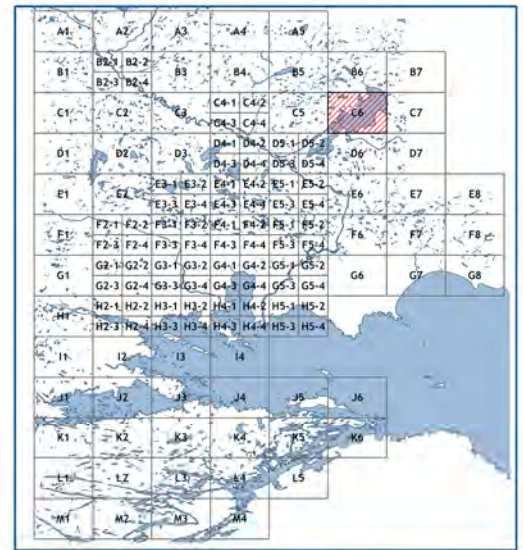 A1 A2 A3 A4 A5
B2-1 B2-2
B1 B3 B4 B5 B6 B7
B2-3 B2-4
C4-1 C4-2
C1 C2 C3 C5 C6 C7
C4-3 C4-4
D4-1 D4-2 D5-1 D5-2
D1 D2 D3 D6 D7
D4-3 D4-4 D5-3 D5-4
E3-1 E3-2 E4-1 E4-2 E5-1 E5-2
E1 E2 E6 E7 E8
E3-3 E3-4 E4-3 E4-4 E5-3 E5-4
F2-1 F2-2 F3-1 F3-2 F4-1 F4-2 F5-1 F5-2
F1 F6 F7 F8
F2-3 F2-4 F3-3 F3-4 F4-3 F4-4 F5-3 F5-4
G2-1 G2-2 G3-1 G3-2 G4-1 G4-2 G5-1 G5-2
G1 G6 G7 G8
G2-3 G2-4 G3-3 G3-4 G4-3 G4-4 G5-3 G5-4
H2-1 H2-2 H3-1 H3-2 H4-1 H4-2 H5-1 H5-2
H1
H2-3 H2-4 H3-3 H3-4 H4-3 H4-4 H5-3 H5-4
I1 I2 I3 I4
J1 J2 J3 J4 J5 J6
K1 K2 K3 K4 K5 K6
L1 L2 L3 L4 L5
M1 M2 M3 M4